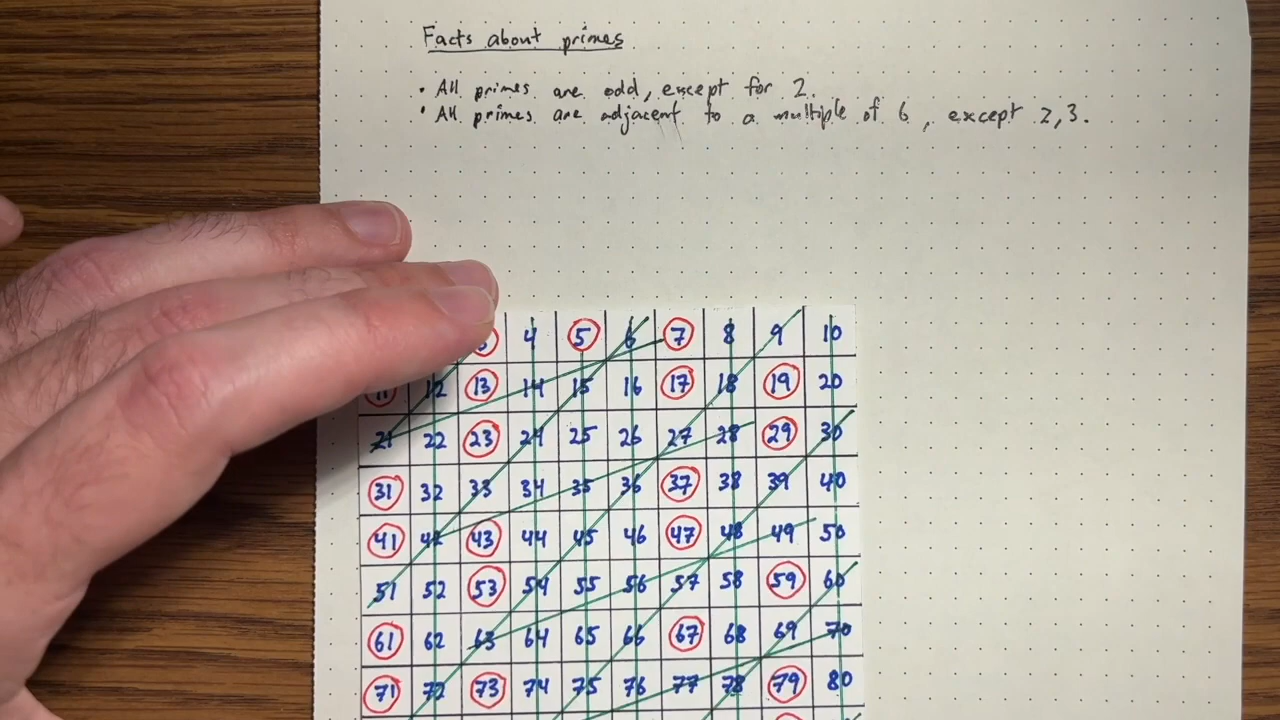 Facts about primes
• All primes are odd, except for 2.
• All primes are adjacent to a multiple of 6, except 2,3.
4 5 6 7 8 9 10
12 13 14 15 16 17 18 19 20
21 22 23 24 25 26 27 28 29 30
31 32 33 34 35 36 37 38 39 40
41 42 43 44 45 46 47 48 49 50
51 52 53 54 55 56 57 58 59 60
61 62 63 64 65 66 67 68 69 70
71 72 73 74 75 76 77 78 79 80